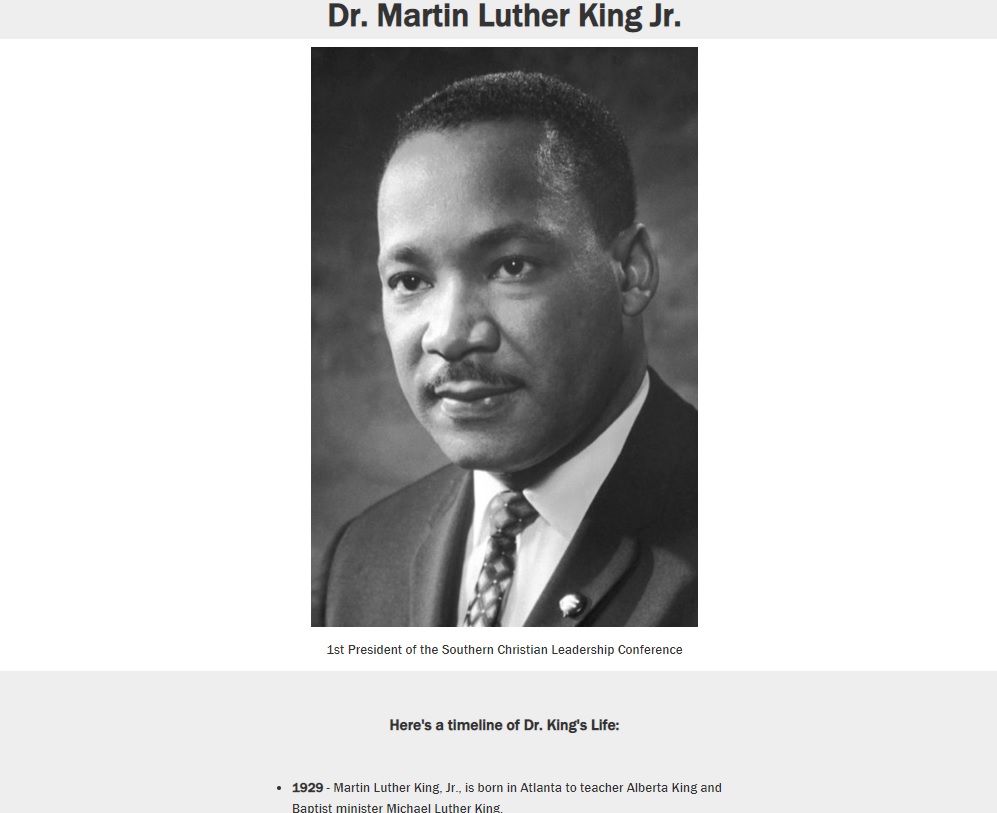 Dr. Martin Luther King Jr.
1st President of the Southern Christian Leadership Conference
Here's a timeline of Dr. King's Life:
• 1929 - Martin Luther King, Jr., is born in Atlanta to teacher Alberta King and
Baptist minister Michael Luther King.